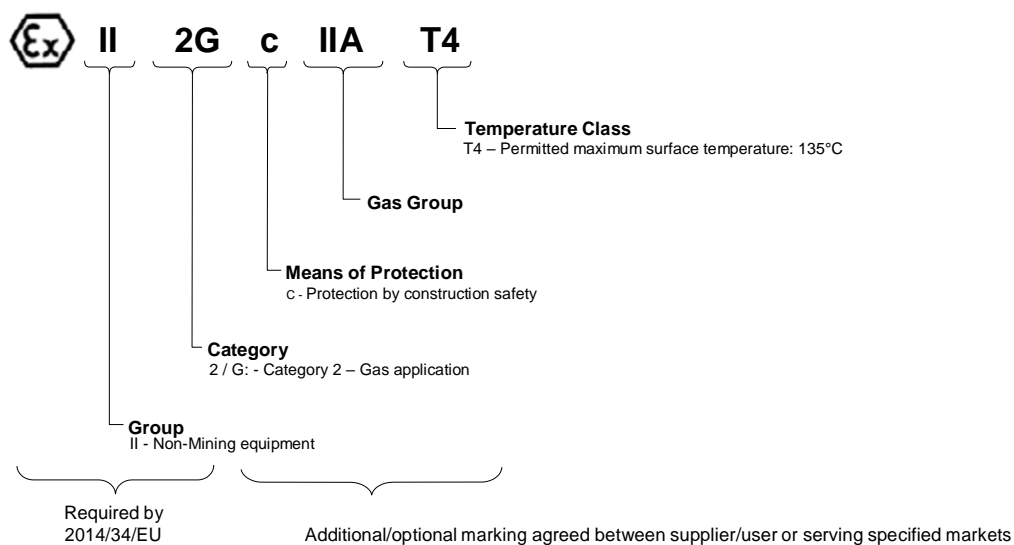 Ex II 2G c IIA T4
Temperature Class
T4 – Permitted maximum surface temperature: 135°C
Gas Group
Means of Protection
C - Protection by construction safety
Category
2 / G: - Category 2 – Gas application
Group
II - Non-Mining equipment
Required by
2014/34/EU
Additional/optional marking agreed between supplier/user or serving specified markets